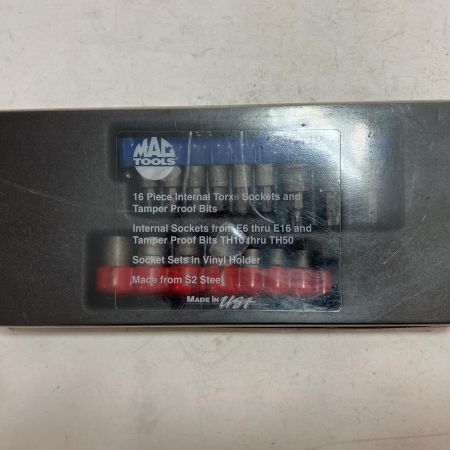 MAC
TOOLS
16 Piece Internal Torx® Sockets and
Tamper Proof Bits
Internal Sockets from E6 thru E16 and
Tamper Proof Bits TH10 thru TH50
Socket Sets in Vinyl Holder
Made from S2 Steel
MADE IN USA